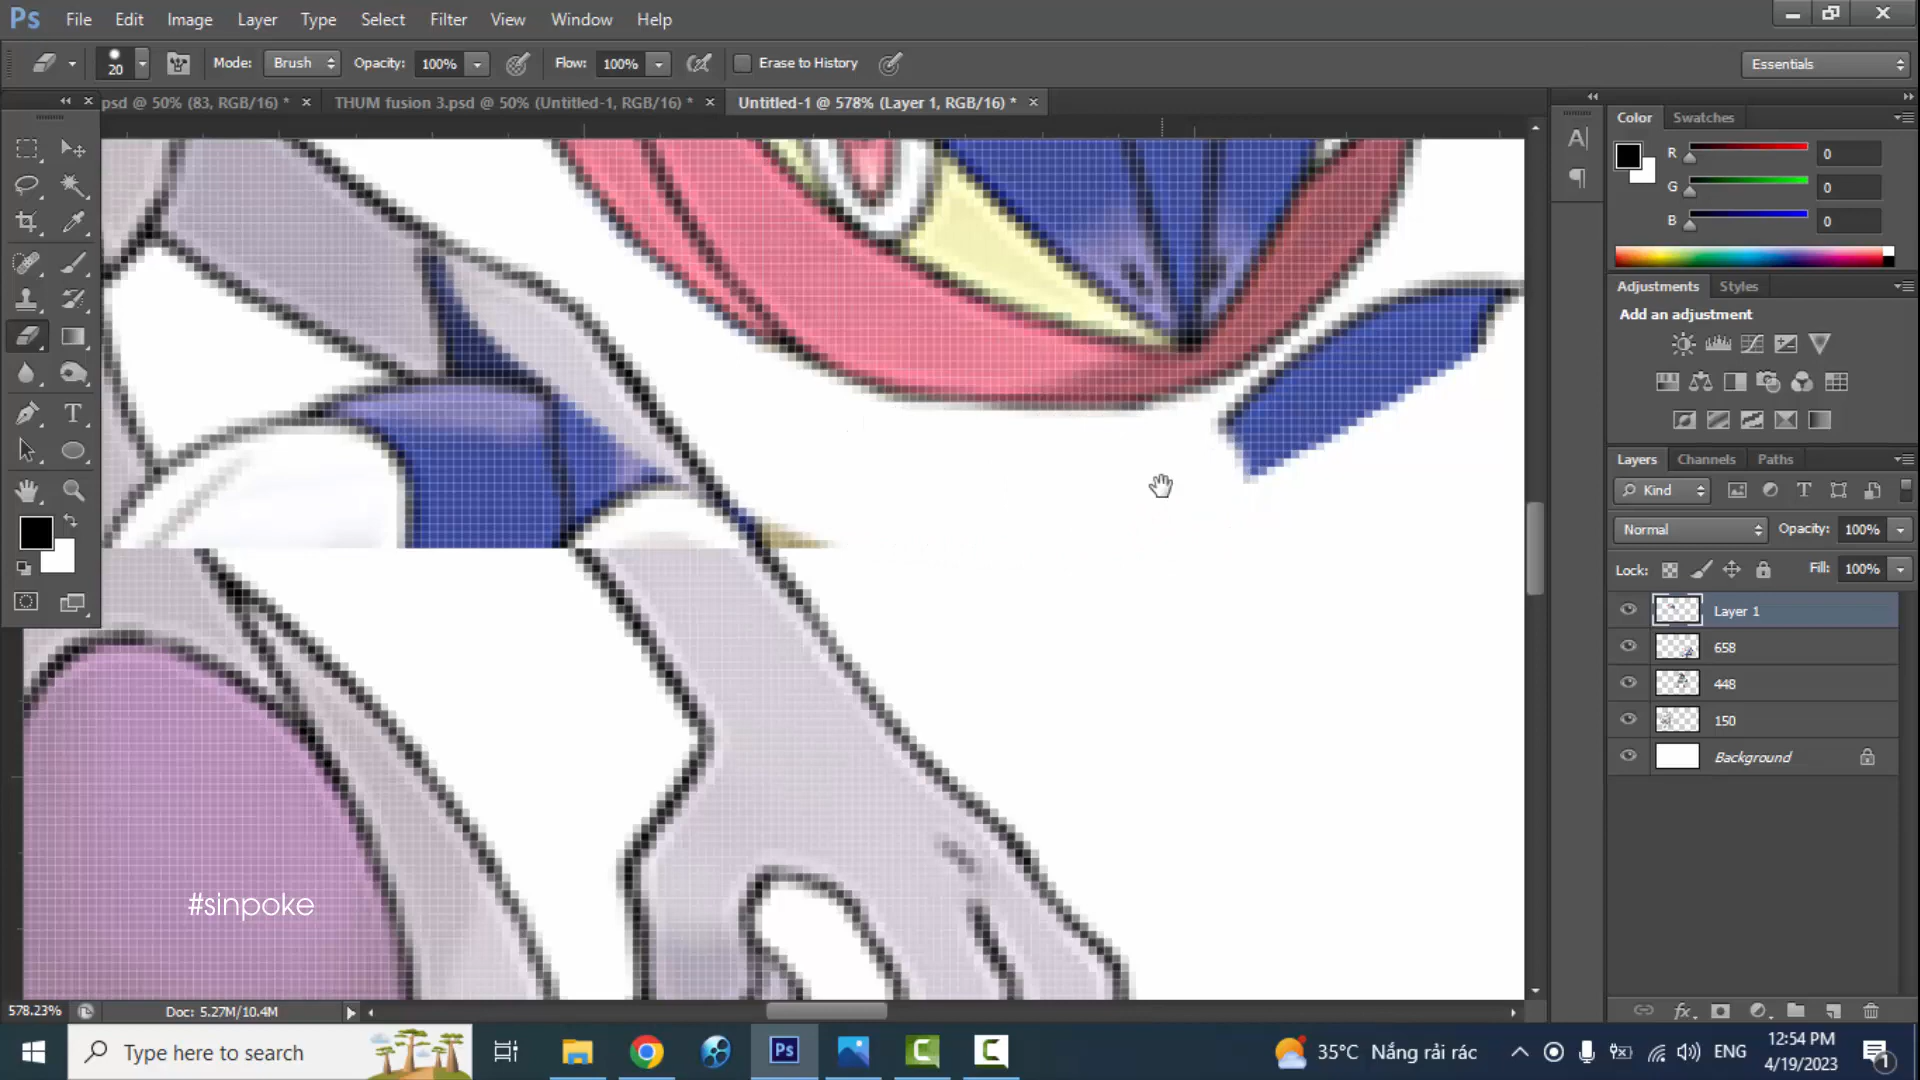 Ps File Edit Image Layer Type Select Filter View Window Help
20 Mode: Brush Opacity: 100% Flow: 100% Erase to History Essentials
psd @ 50% (83, RGB/16) * × THUM fusion 3.psd @ 50% (Untitled-1, RGB/16) * × Untitled-1 @ 578% (Layer 1, RGB/16) * ×
Color Swatches
R 0
G 0
B 0
Adjustments Styles
Add an adjustment
Layers Channels Paths
Kind
Normal Opacity: 100%
Lock: Fill: 100%
Layer 1
658
448
150
Background
#sinpoke
578.23% Doc: 5.27M/10.4M
Type here to search
Ps
35°C Nắng rải rác
ENG
12:54 PM
4/19/2023
1